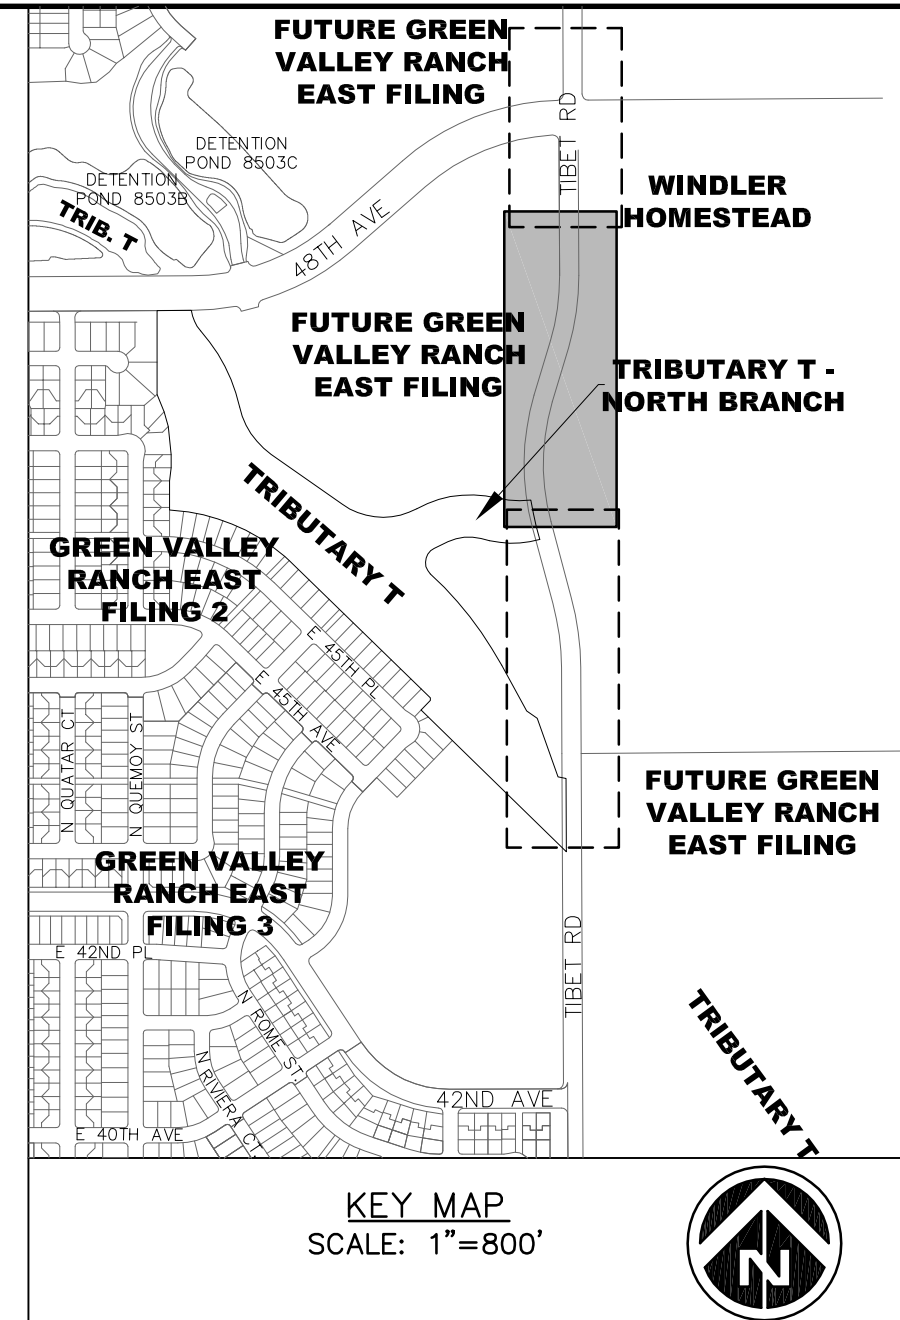 FUTURE GREEN
VALLEY RANCH
EAST FILING
TIBET RD
DETENTION
POND 8503C
DETENTION
POND 8503B
TRIB. T
48TH AVE
WINDLER
HOMESTEAD
FUTURE GREEN
VALLEY RANCH
EAST FILING
TRIBUTARY T -
NORTH BRANCH
TRIBUTARY T
GREEN VALLEY
RANCH EAST
FILING 2
E 45TH PL
E 45TH AVE
N QUATAR CT
N QUEMOY ST
FUTURE GREEN
VALLEY RANCH
EAST FILING
GREEN VALLEY
RANCH EAST
FILING 3
E 42ND PL
TIBET RD
N ROME ST.
N RIVIERA CT.
TRIBUTARY T
42ND AVE
E 40TH AVE
KEY MAP
SCALE: 1"=800'
N